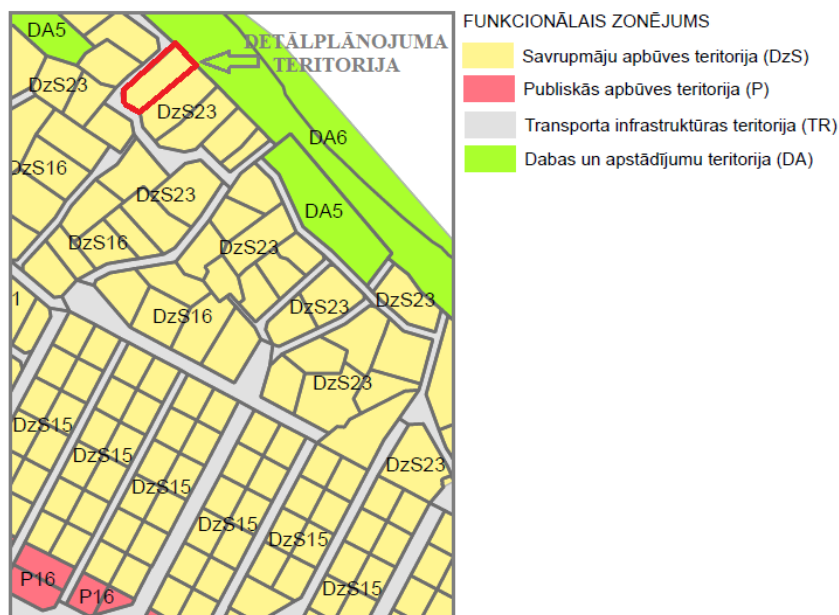 FUNKCIONĀLAIS ZONĒJUMS
Savrupmāju apbūves teritorija (DzS)
Publiskās apbūves teritorija (P)
Transporta infrastruktūras teritorija (TR)
Dabas un apstādījumu teritorija (DA)
DETĀLPLĀNOJUMA
TERITORIJA
DA5
DzS23
DzS23
DA6
DzS16
DzS23
DA5
DzS16
DzS23
DzS23
DzS23
1
DzS16
DzS23
DzS15
DzS15
DzS23
DzS15
DzS15
DzS15
P16
P16
DzS15